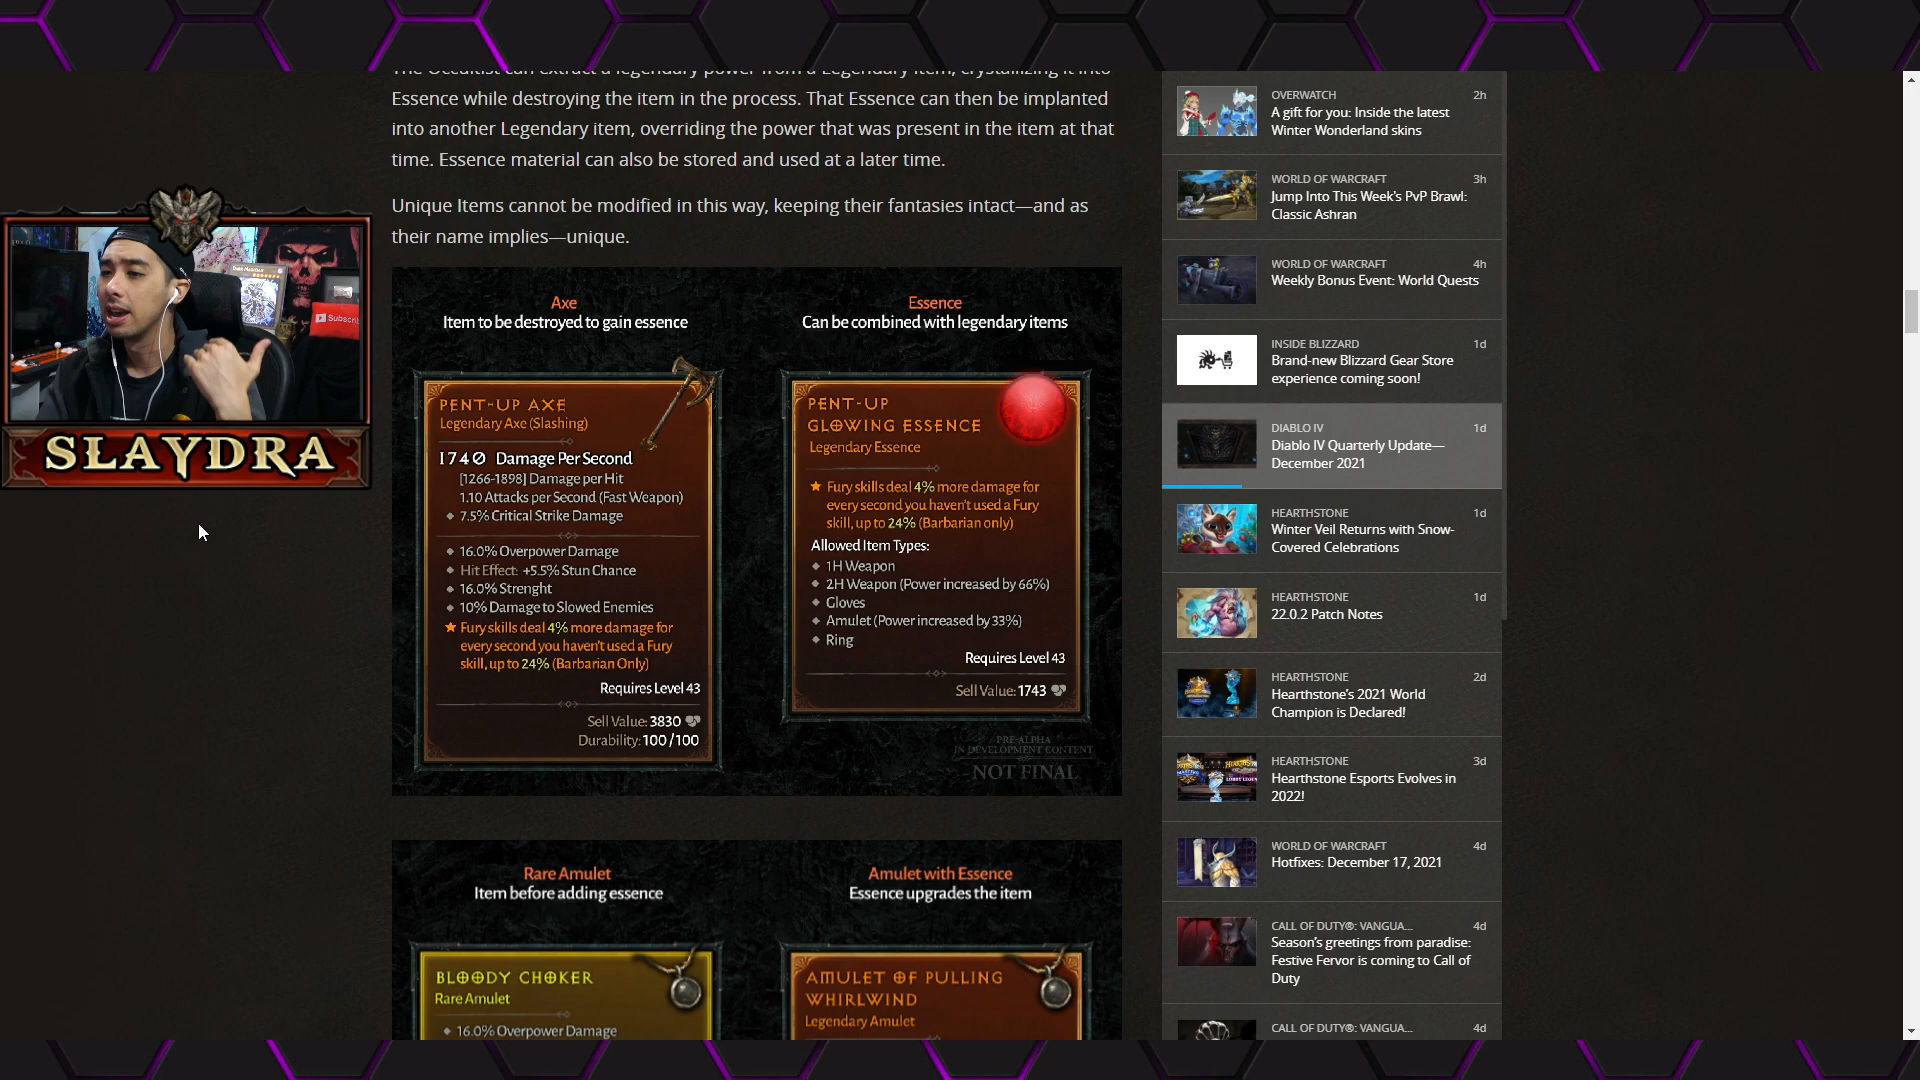 The Occultist can extract a legendary power from a Legendary item, crystallizing it into
Essence while destroying the item in the process. That Essence can then be implanted
into another Legendary item, overriding the power that was present in the item at that
time. Essence material can also be stored and used at a later time.
Unique Items cannot be modified in this way, keeping their fantasies intact—and as
their name implies—unique.
Axe
Item to be destroyed to gain essence
PENT-UP AXE
Legendary Axe (Slashing)
1740 Damage Per Second
[1266-1898] Damage per Hit
1.10 Attacks per Second (Fast Weapon)
7.5% Critical Strike Damage
16.0% Overpower Damage
Hit Effect: +5.5% Stun Chance
16.0% Strenght
10% Damage to Slowed Enemies
Fury skills deal 4% more damage for
every second you haven't used a Fury
skill, up to 24% (Barbarian Only)
Requires Level 43
Sell Value: 3830
Durability: 100/100
Essence
Can be combined with legendary items
PENT-UP
GLOWING ESSENCE
Legendary Essence
Fury skills deal 4% more damage for
every second you haven't used a Fury
skill, up to 24% (Barbarian only)
Allowed Item Types:
1H Weapon
2H Weapon (Power increased by 66%)
Gloves
Amulet (Power increased by 33%)
Ring
Requires Level 43
Sell Value: 1743
PRE-ALPHA
IN DEVELOPMENT CONTENT
NOT FINAL
Rare Amulet
Item before adding essence
BLOODY CHOKER
Rare Amulet
16.0% Overpower Damage
Amulet with Essence
Essence upgrades the item
AMULET OF PULLING
WHIRLWIND
Legendary Amulet
OVERWATCH 2h
A gift for you: Inside the latest
Winter Wonderland skins
WORLD OF WARCRAFT 3h
Jump Into This Week's PvP Brawl:
Classic Ashran
WORLD OF WARCRAFT 4h
Weekly Bonus Event: World Quests
INSIDE BLIZZARD 1d
Brand-new Blizzard Gear Store
experience coming soon!
DIABLO IV 1d
Diablo IV Quarterly Update—
December 2021
HEARTHSTONE 1d
Winter Veil Returns with Snow-
Covered Celebrations
HEARTHSTONE 1d
22.0.2 Patch Notes
HEARTHSTONE 2d
Hearthstone's 2021 World
Champion is Declared!
HEARTHSTONE 3d
Hearthstone Esports Evolves in
2022!
WORLD OF WARCRAFT 4d
Hotfixes: December 17, 2021
CALL OF DUTY®: VANGUA... 4d
Season's greetings from paradise:
Festive Fervor is coming to Call of
Duty
CALL OF DUTY®: VANGUA... 4d
Dark Magician
Subscri
SLAYDRA